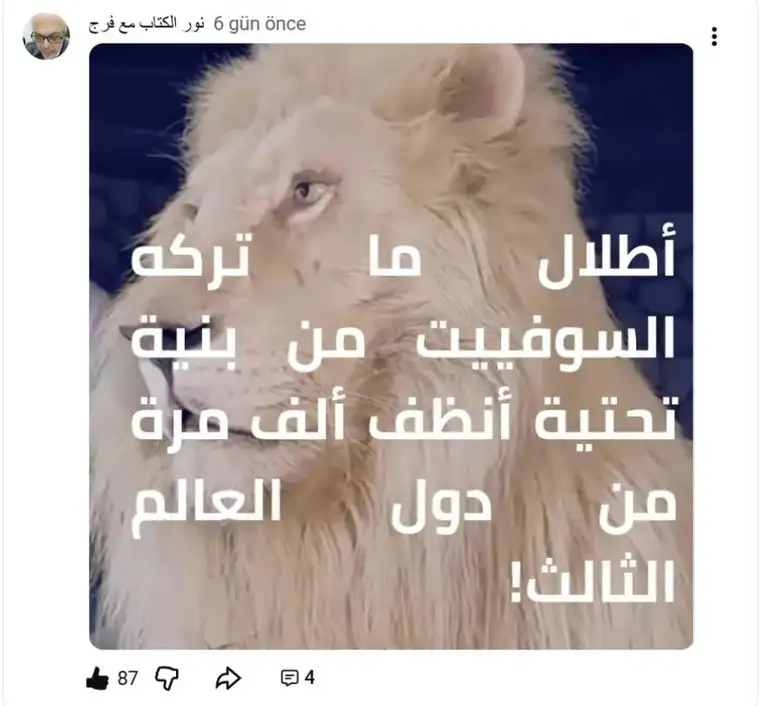 نور الكتاب مع فرج 6 gün önce
أطلال ما تركه
السوفييت من بنية
تحتية أنظف ألف مرة
من دول العالم
الثالث!
87 4